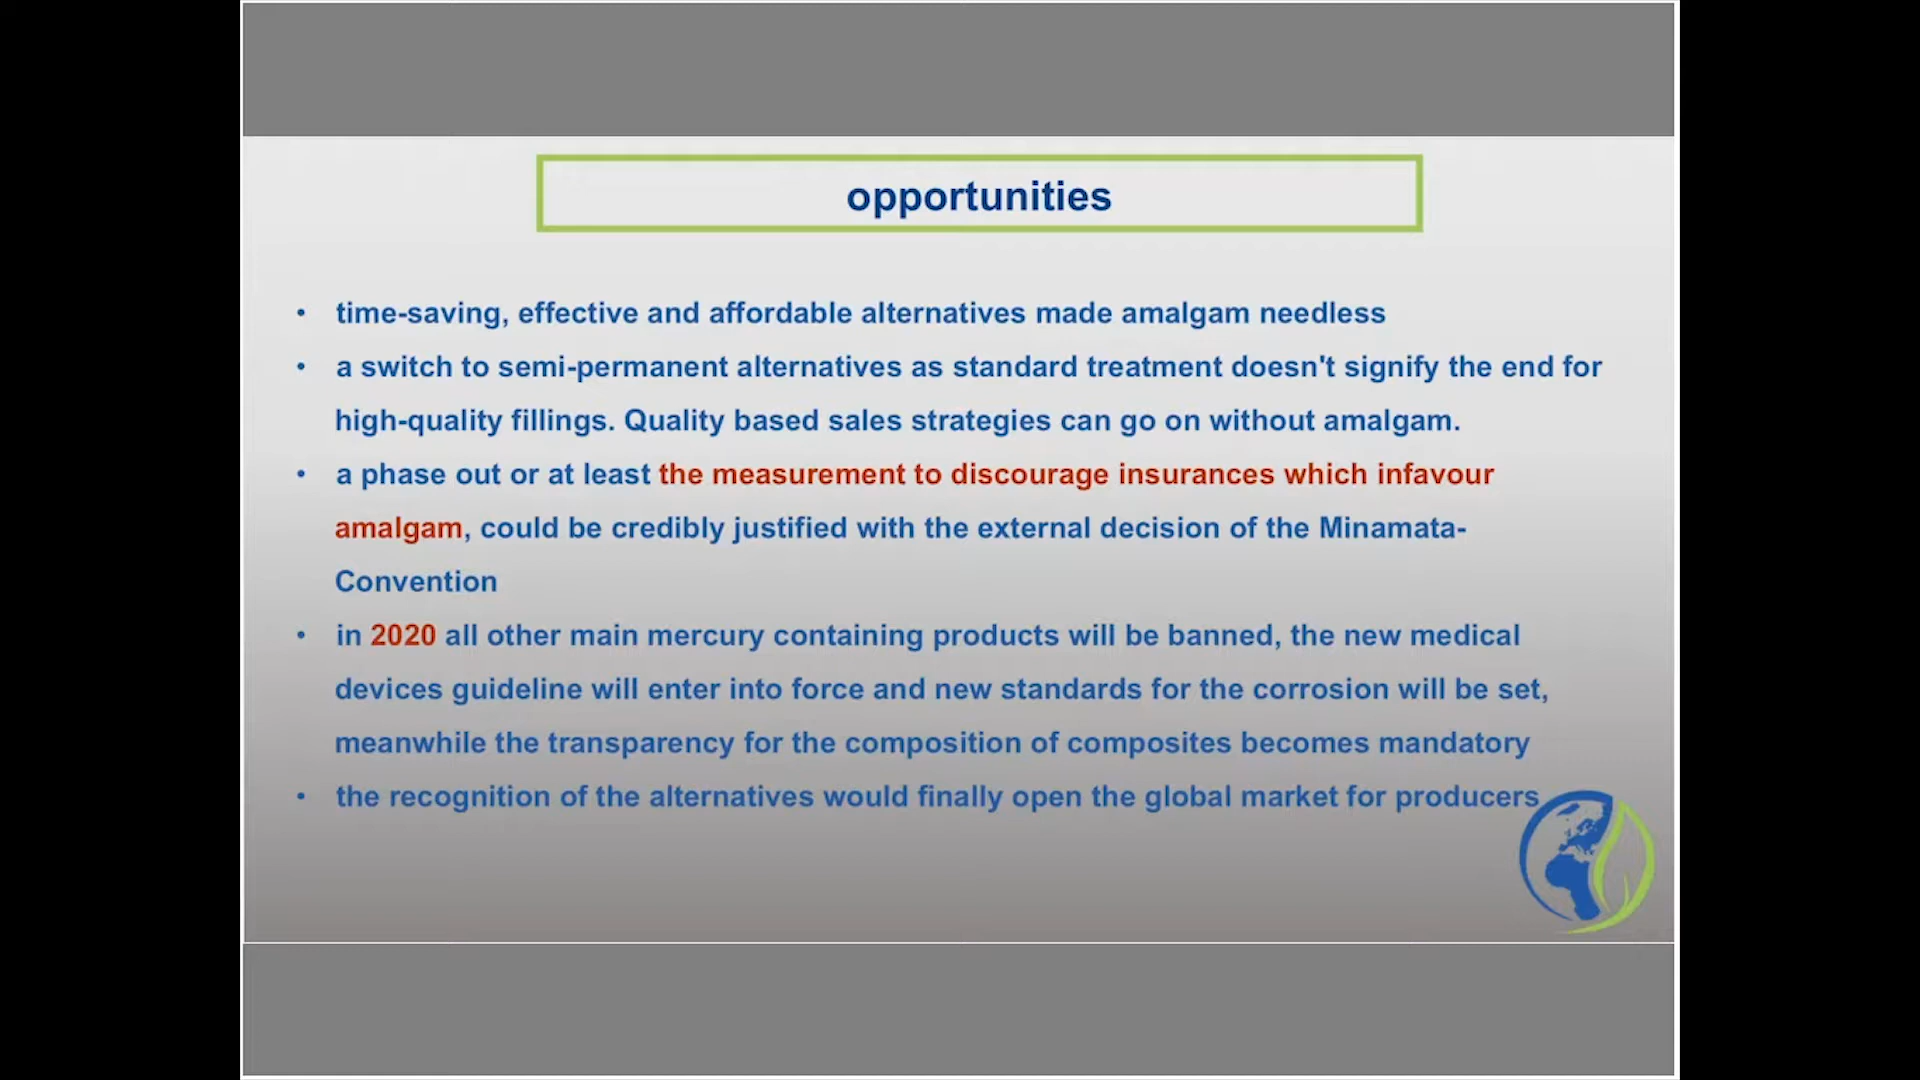 opportunities
• time-saving, effective and affordable alternatives made amalgam needless
• a switch to semi-permanent alternatives as standard treatment doesn't signify the end for
high-quality fillings. Quality based sales strategies can go on without amalgam.
• a phase out or at least the measurement to discourage insurances which infavour
amalgam, could be credibly justified with the external decision of the Minamata-
Convention
• in 2020 all other main mercury containing products will be banned, the new medical
devices guideline will enter into force and new standards for the corrosion will be set,
meanwhile the transparency for the composition of composites becomes mandatory
• the recognition of the alternatives would finally open the global market for producers